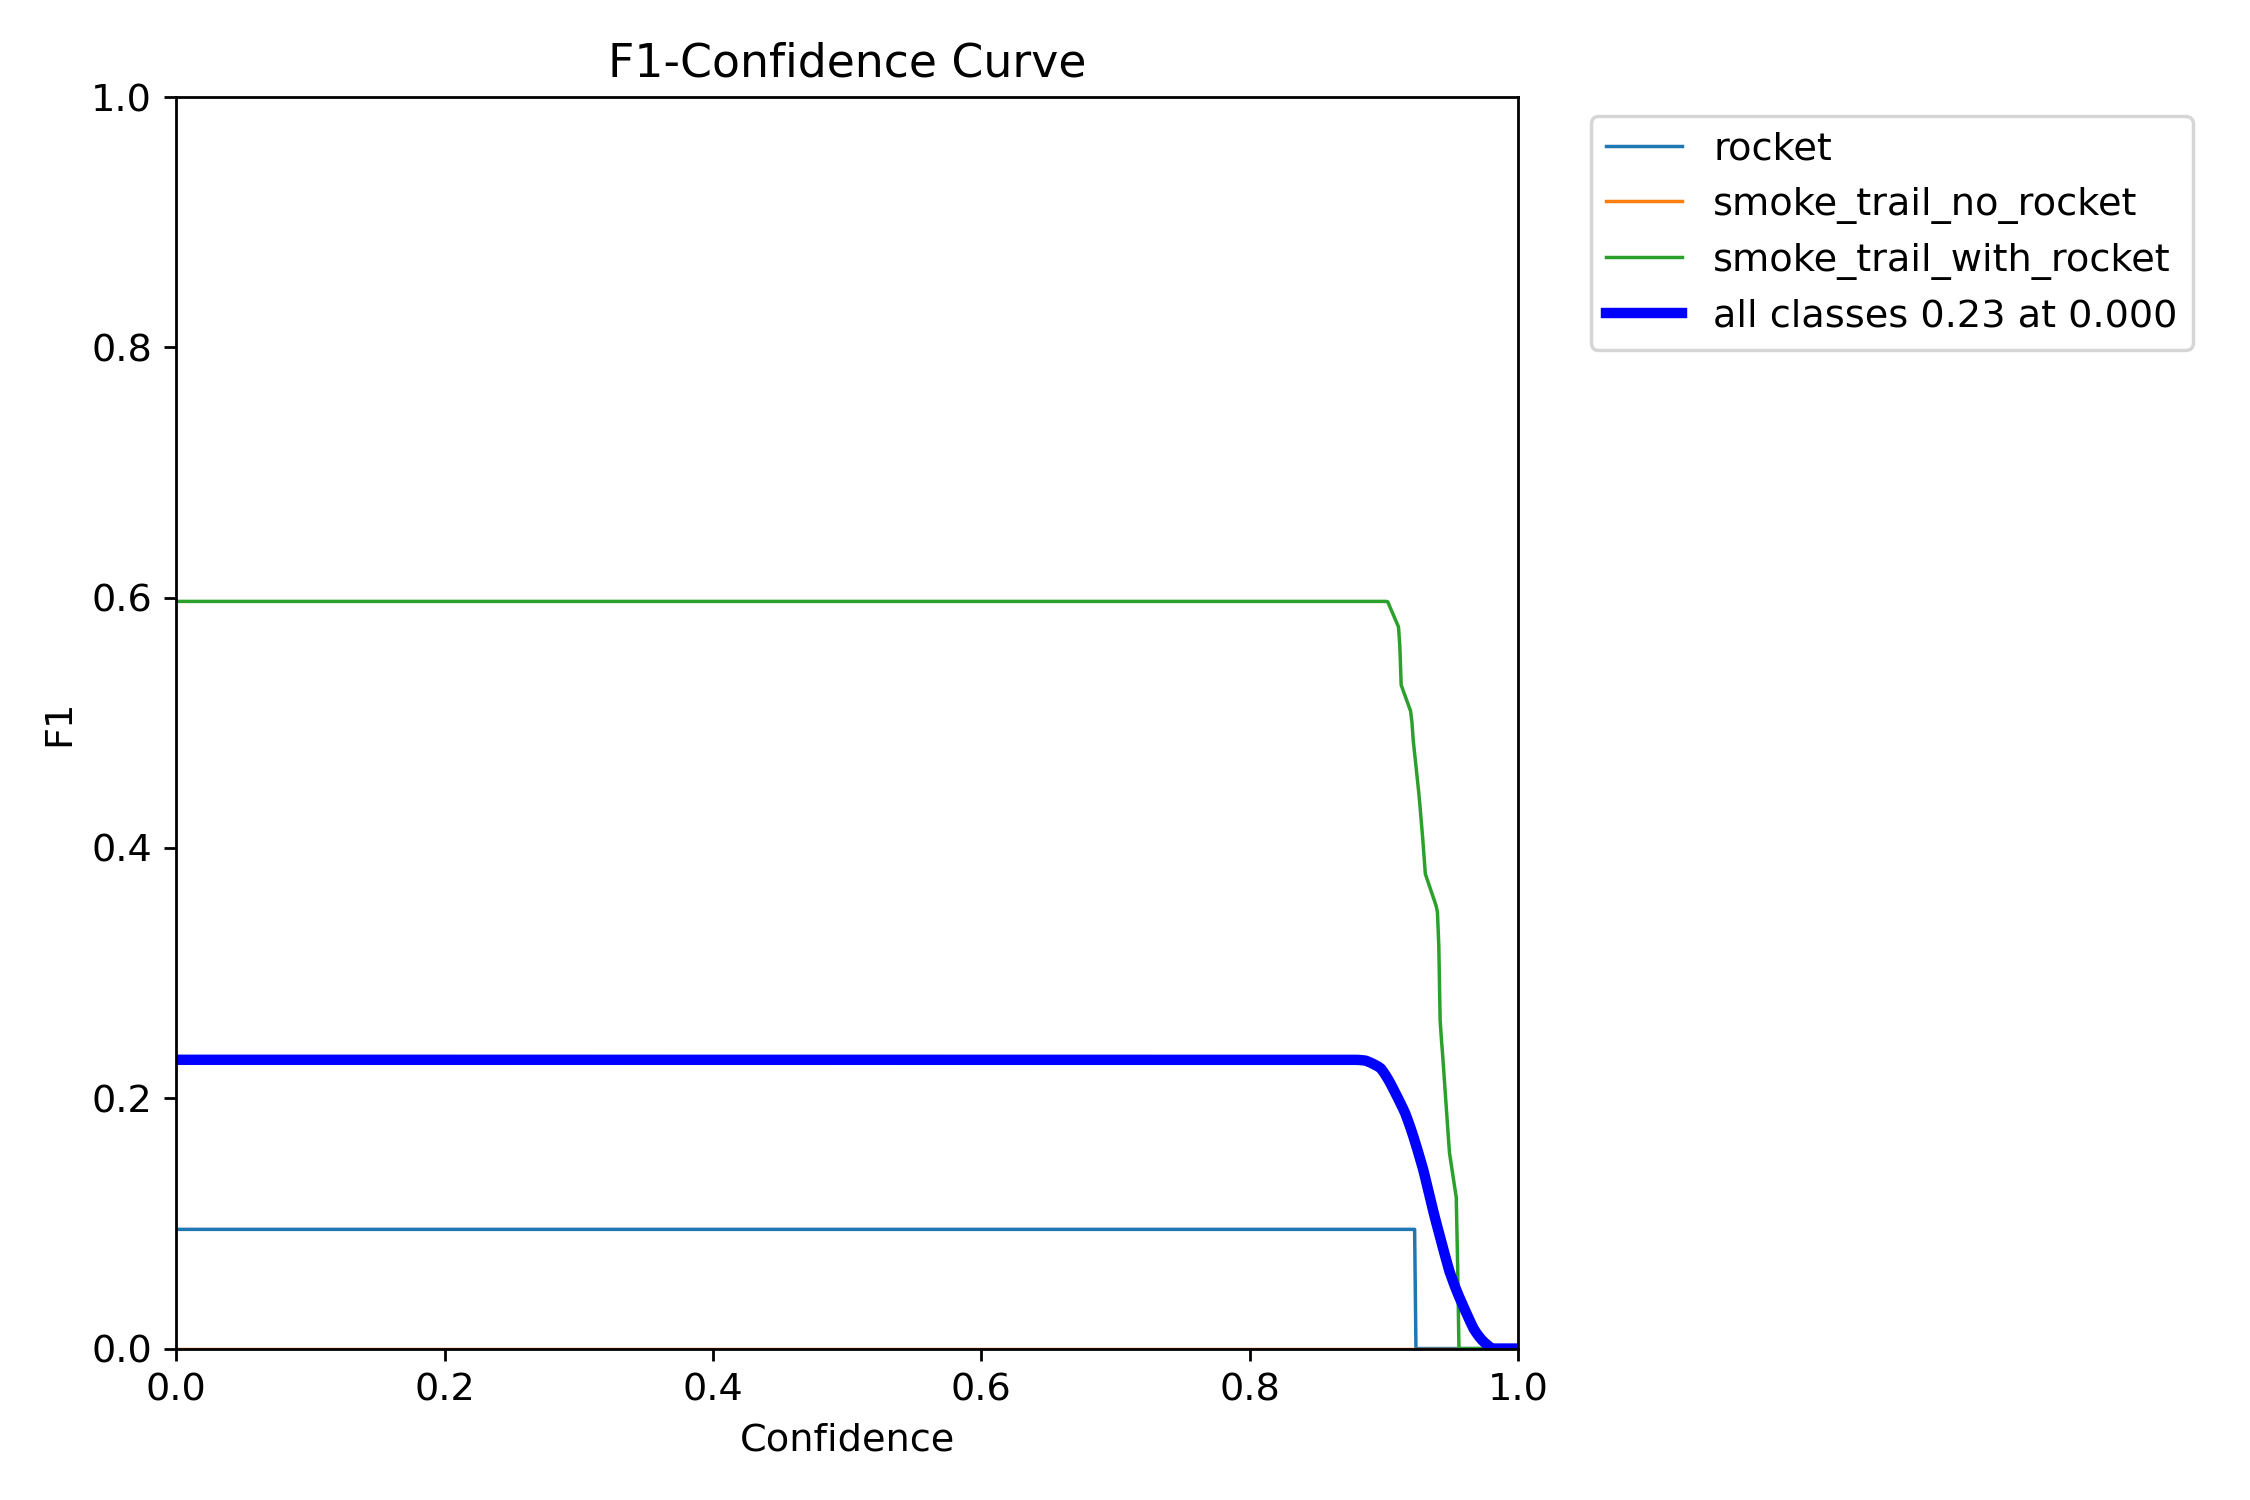 F1-Confidence Curve
1.0
0.8
0.6
0.4
0.2
0.0
F1
0.0 0.2 0.4 0.6 0.8 1.0
Confidence
rocket
smoke_trail_no_rocket
smoke_trail_with_rocket
all classes 0.23 at 0.000